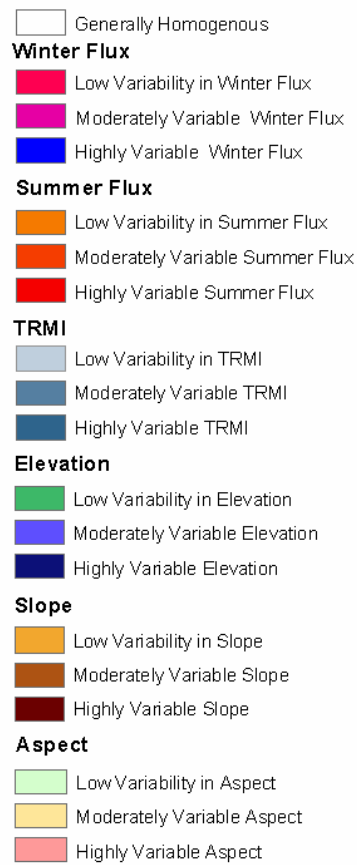 Generally Homogenous
Winter Flux
Low Variability in Winter Flux
Moderately Variable Winter Flux
Highly Variable Winter Flux
Summer Flux
Low Variability in Summer Flux
Moderately Variable Summer Flux
Highly Variable Summer Flux
TRMI
Low Variability in TRMI
Moderately Variable TRMI
Highly Variable TRMI
Elevation
Low Variability in Elevation
Moderately Variable Elevation
Highly Variable Elevation
Slope
Low Variability in Slope
Moderately Variable Slope
Highly Variable Slope
Aspect
Low Variability in Aspect
Moderately Variable Aspect
Highly Variable Aspect